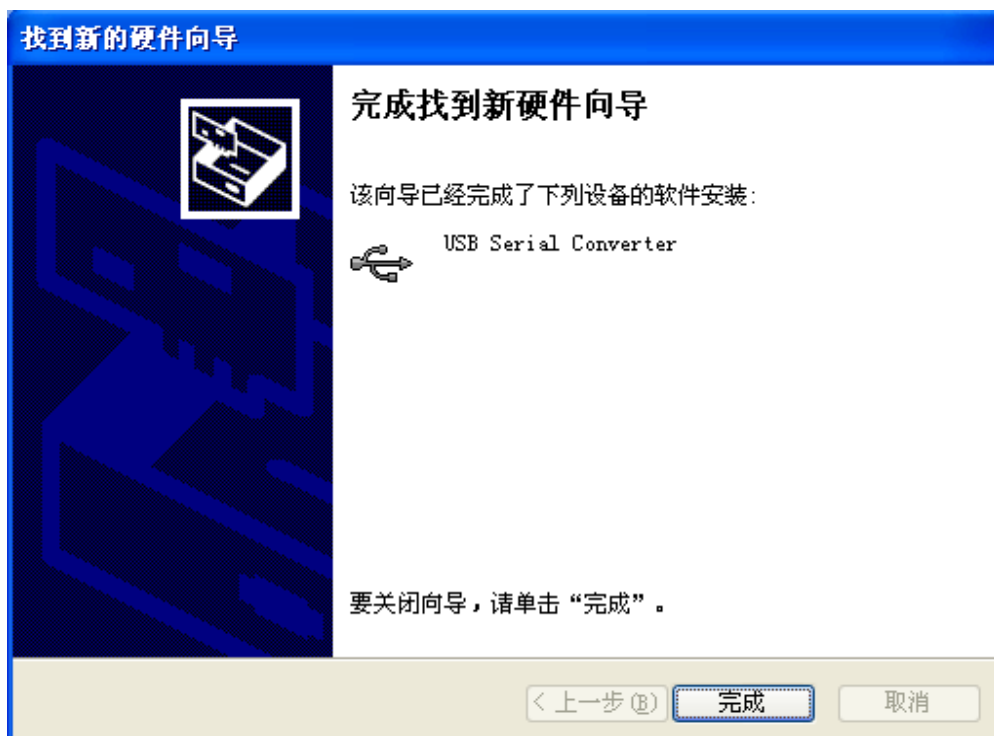 找到新的硬件向导
完成找到新硬件向导
该向导已经完成了下列设备的软件安装:
USB Serial Converter
要关闭向导，请单击“完成”。
< 上一步(B) 完成 取消